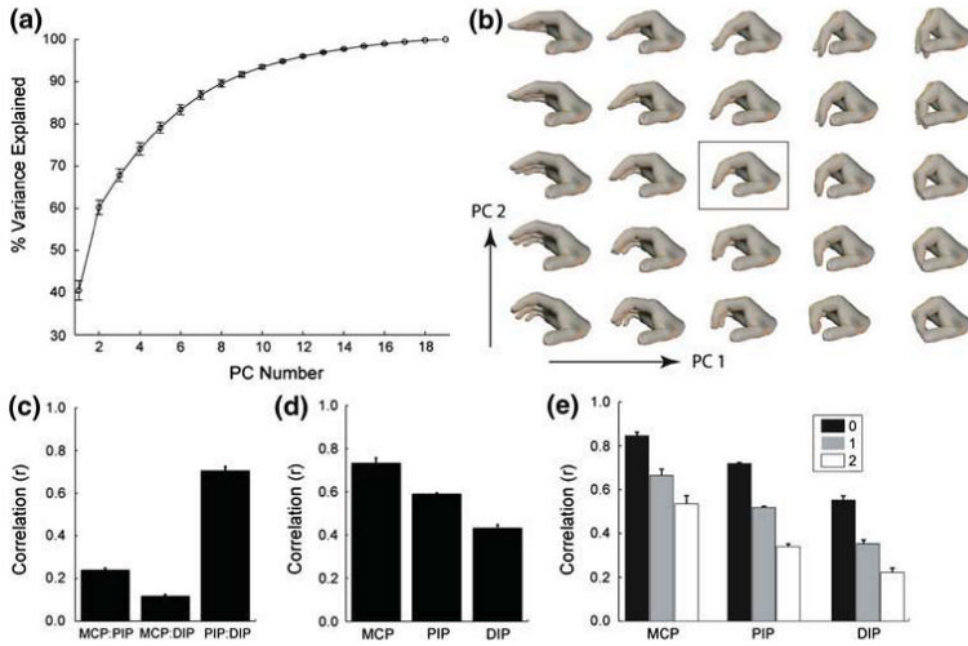 (a)
100
90
80
70
60
50
40
30
% Variance Explained
2 4 6 8 10 12 14 16 18
PC Number
(b)
PC 2
PC 1
(c)
1.0
0.8
0.6
0.4
0.2
0.0
Correlation (r)
MCP:PIP MCP:DIP PIP:DIP
(d)
1.0
0.8
0.6
0.4
0.2
0.0
Correlation (r)
MCP PIP DIP
(e)
1.0
0.8
0.6
0.4
0.2
0.0
Correlation (r)
0
1
2
MCP PIP DIP